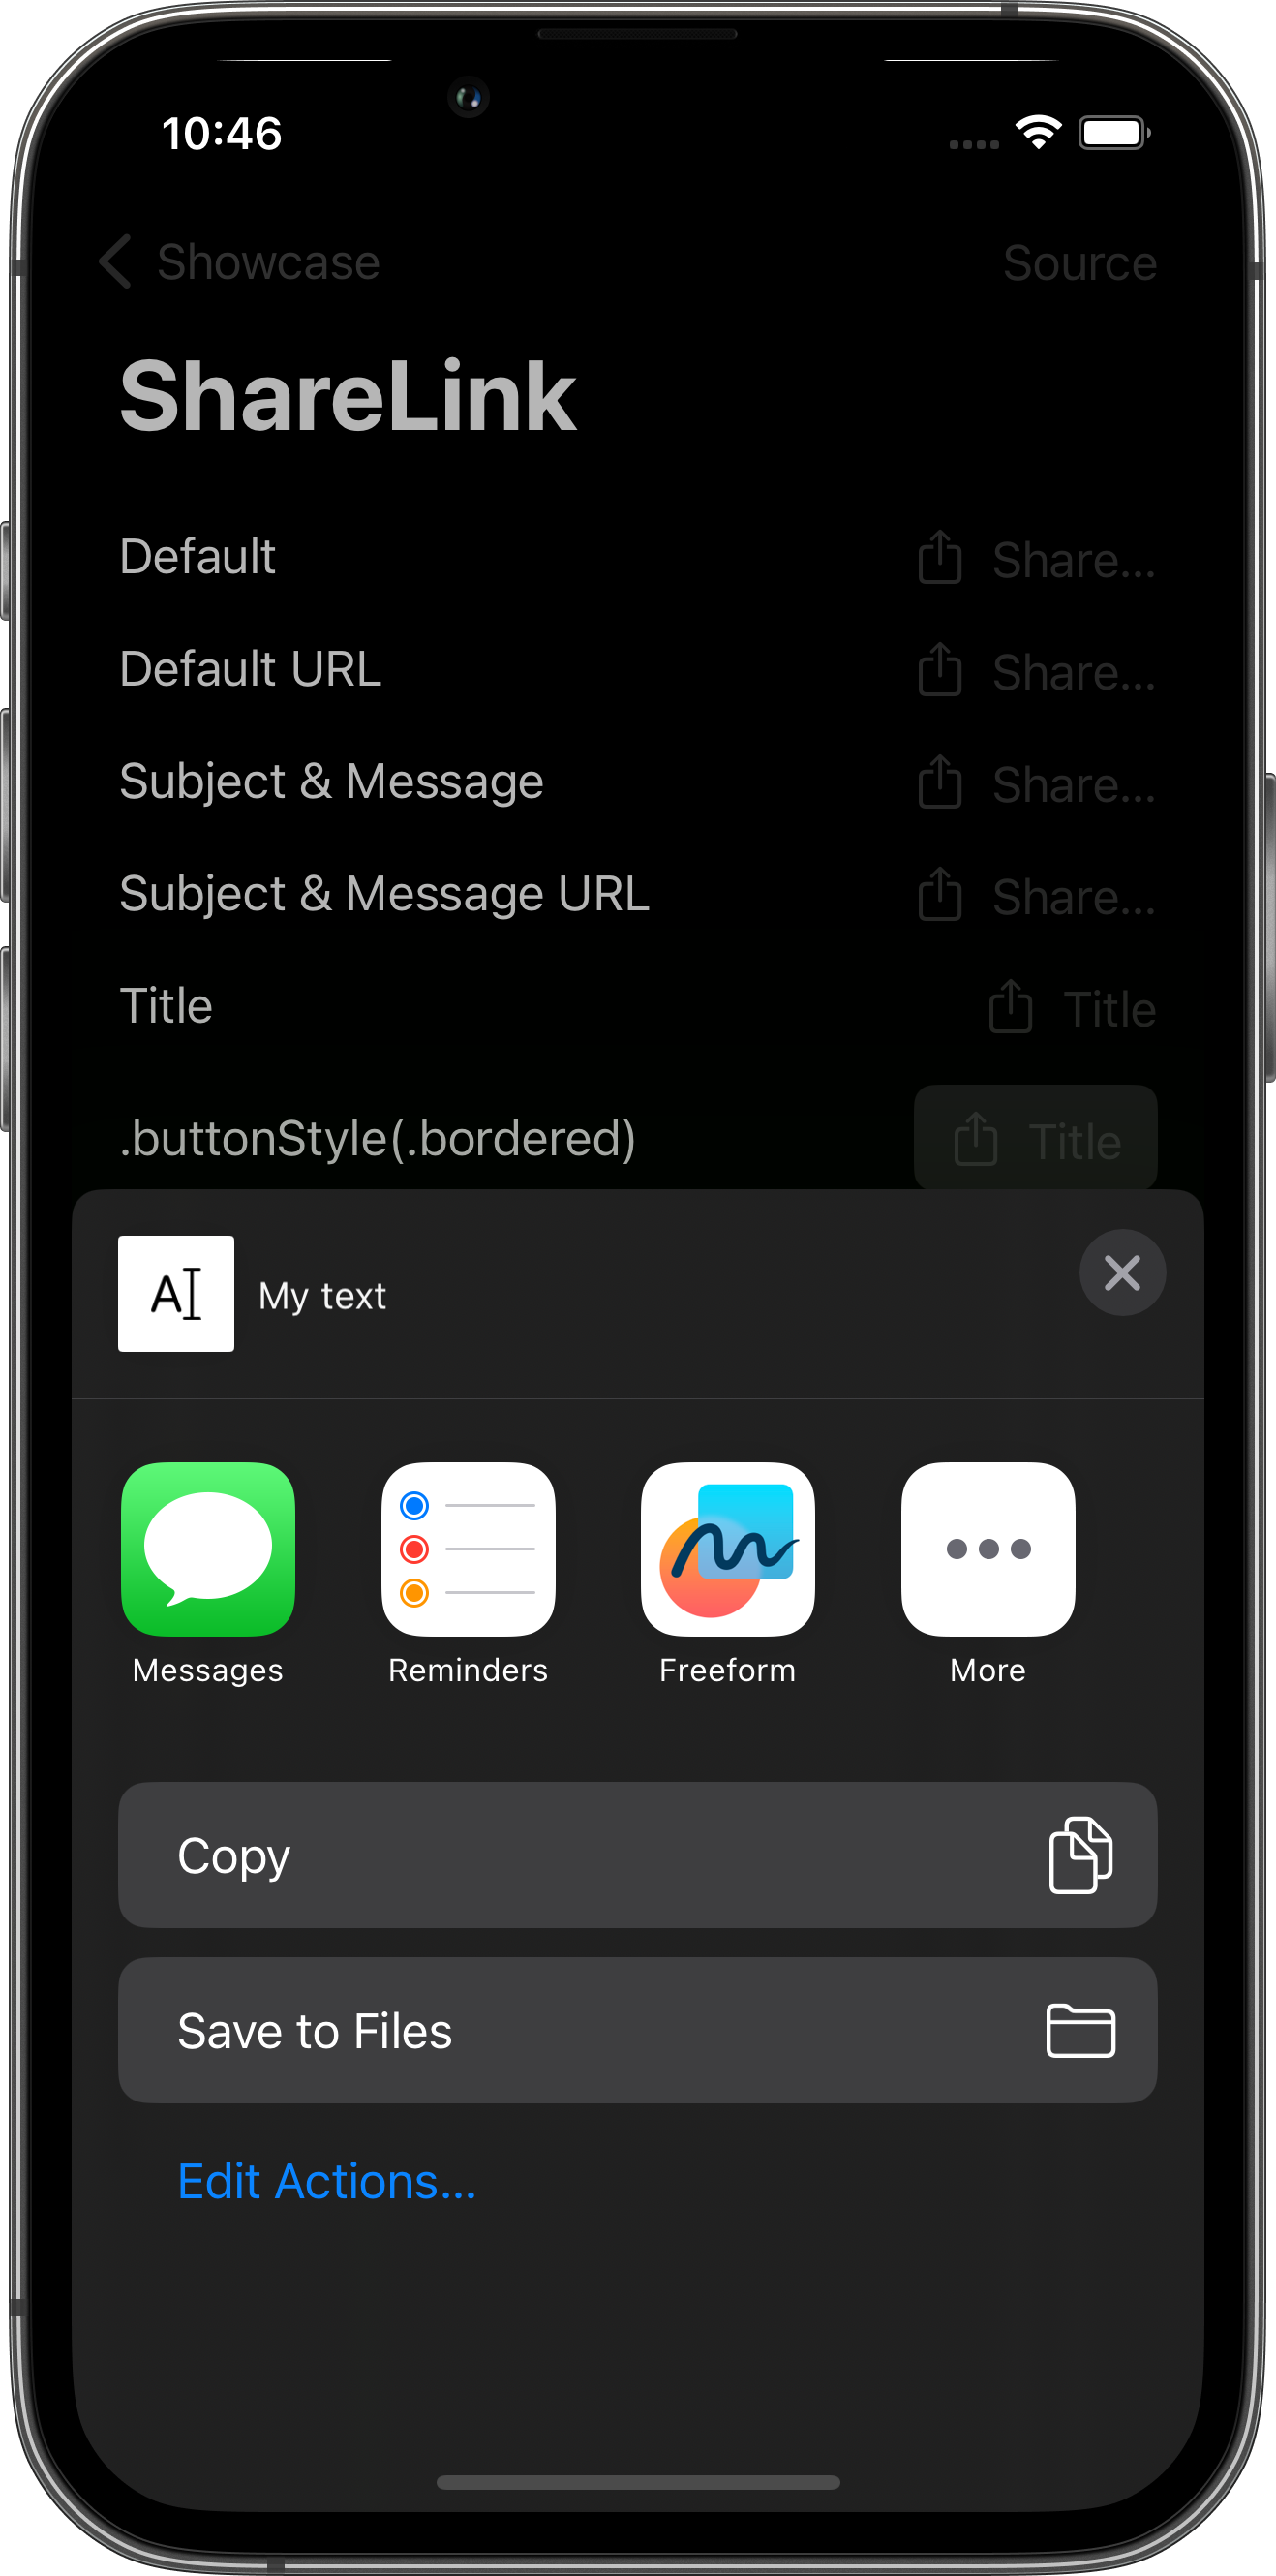 10:46
Showcase Source
ShareLink
Default Share...
Default URL Share...
Subject & Message Share...
Subject & Message URL Share...
Title Title
.buttonStyle(.bordered) Title
A My text
Messages Reminders Freeform More
Copy
Save to Files
Edit Actions...